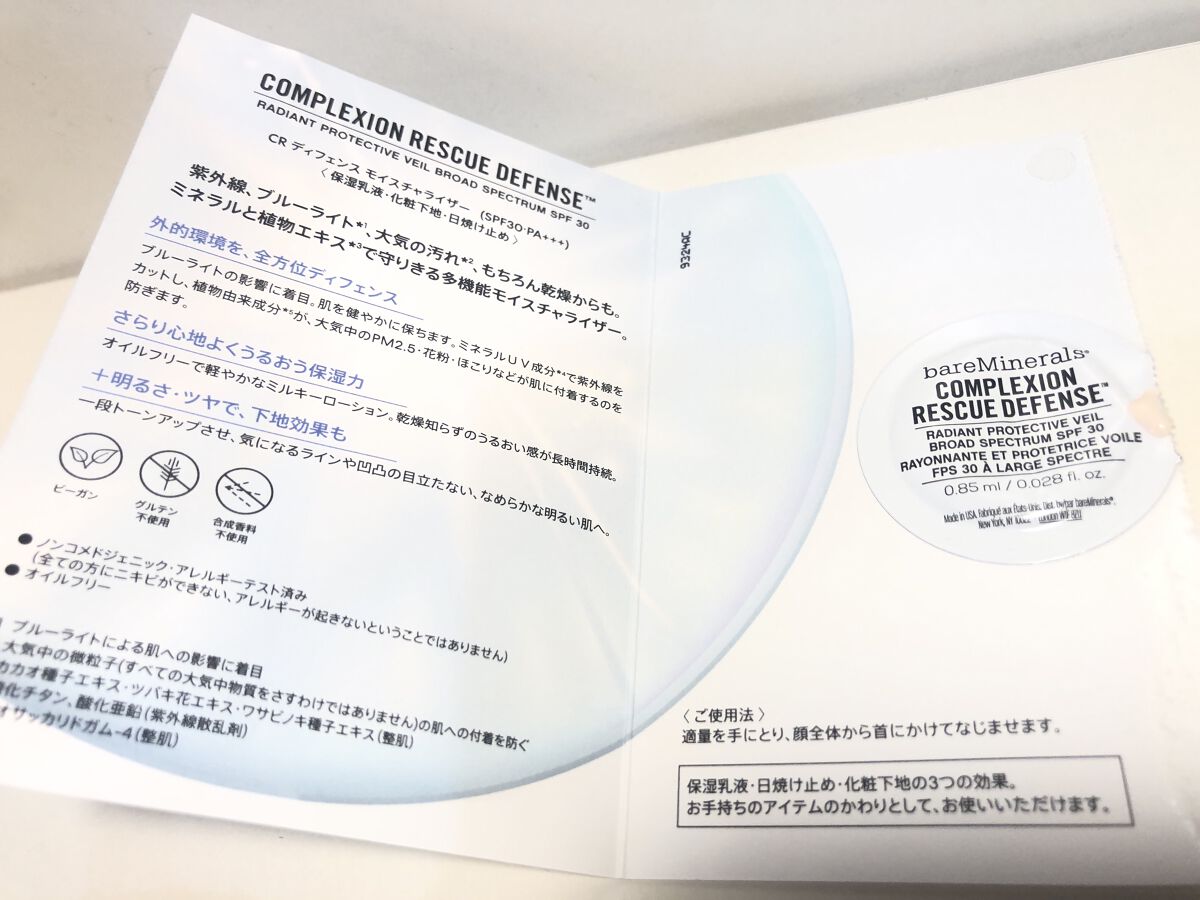 COMPLEXION RESCUE DEFENSE™
RADIANT PROTECTIVE VEIL BROAD SPECTRUM SPF 30
CR ディフェンス モイスチャライザー (SPF30・PA+++)
〈 保湿乳液・化粧下地・日焼け止め 〉
紫外線、ブルーライト*1、大気の汚れ*2、もちろん乾燥からも。
ミネラルと植物エキス*3で守りきる多機能モイスチャライザー。
外的環境を、全方位ディフェンス
ブルーライトの影響に着目。肌を健やかに保ちます。ミネラルUV成分*4で紫外線を
カットし、植物由来成分*5が、大気中のPM2.5・花粉・ほこりなどが肌に付着するのを
防ぎます。
さらり心地よくうるおう保湿力
オイルフリーで軽やかなミルキーローション。乾燥知らずのうるおい感が長時間持続。
+明るさ・ツヤで、下地効果も
一段トーンアップさせ、気になるラインや凹凸の目立たない、なめらかな明るい肌へ。
ビーガン
グルテン
不使用
合成香料
不使用
● ノンコメドジェニック・アレルギーテスト済み
(全ての方にニキビができない、アレルギーが起きないということではありません)
● オイルフリー
ブルーライトによる肌への影響に着目
大気中の微粒子(すべての大気中物質をさすわけではありません)の肌への付着を防ぐ
カカオ種子エキス・ツバキ花エキス・ワサビノキ種子エキス(整肌)
化チタン、酸化亜鉛(紫外線散乱剤)
サッカリドガム-4(整肌)
9324AC
bareMinerals®
COMPLEXION
RESCUE DEFENSE™
RADIANT PROTECTIVE VEIL
BROAD SPECTRUM SPF 30
RAYONNANTE ET PROTETRICE VOILE
FPS 30 À LARGE SPECTRE
0.85 ml / 0.028 fl. oz.
Made in USA. Fabriqué aux États-Unis. Dist. by/par bareMinerals®,
New York, NY London W1F 9DJ
〈 ご使用法 〉
適量を手にとり、顔全体から首にかけてなじませます。
保湿乳液・日焼け止め・化粧下地の3つの効果。
お手持ちのアイテムのかわりとして、お使いいただけます。